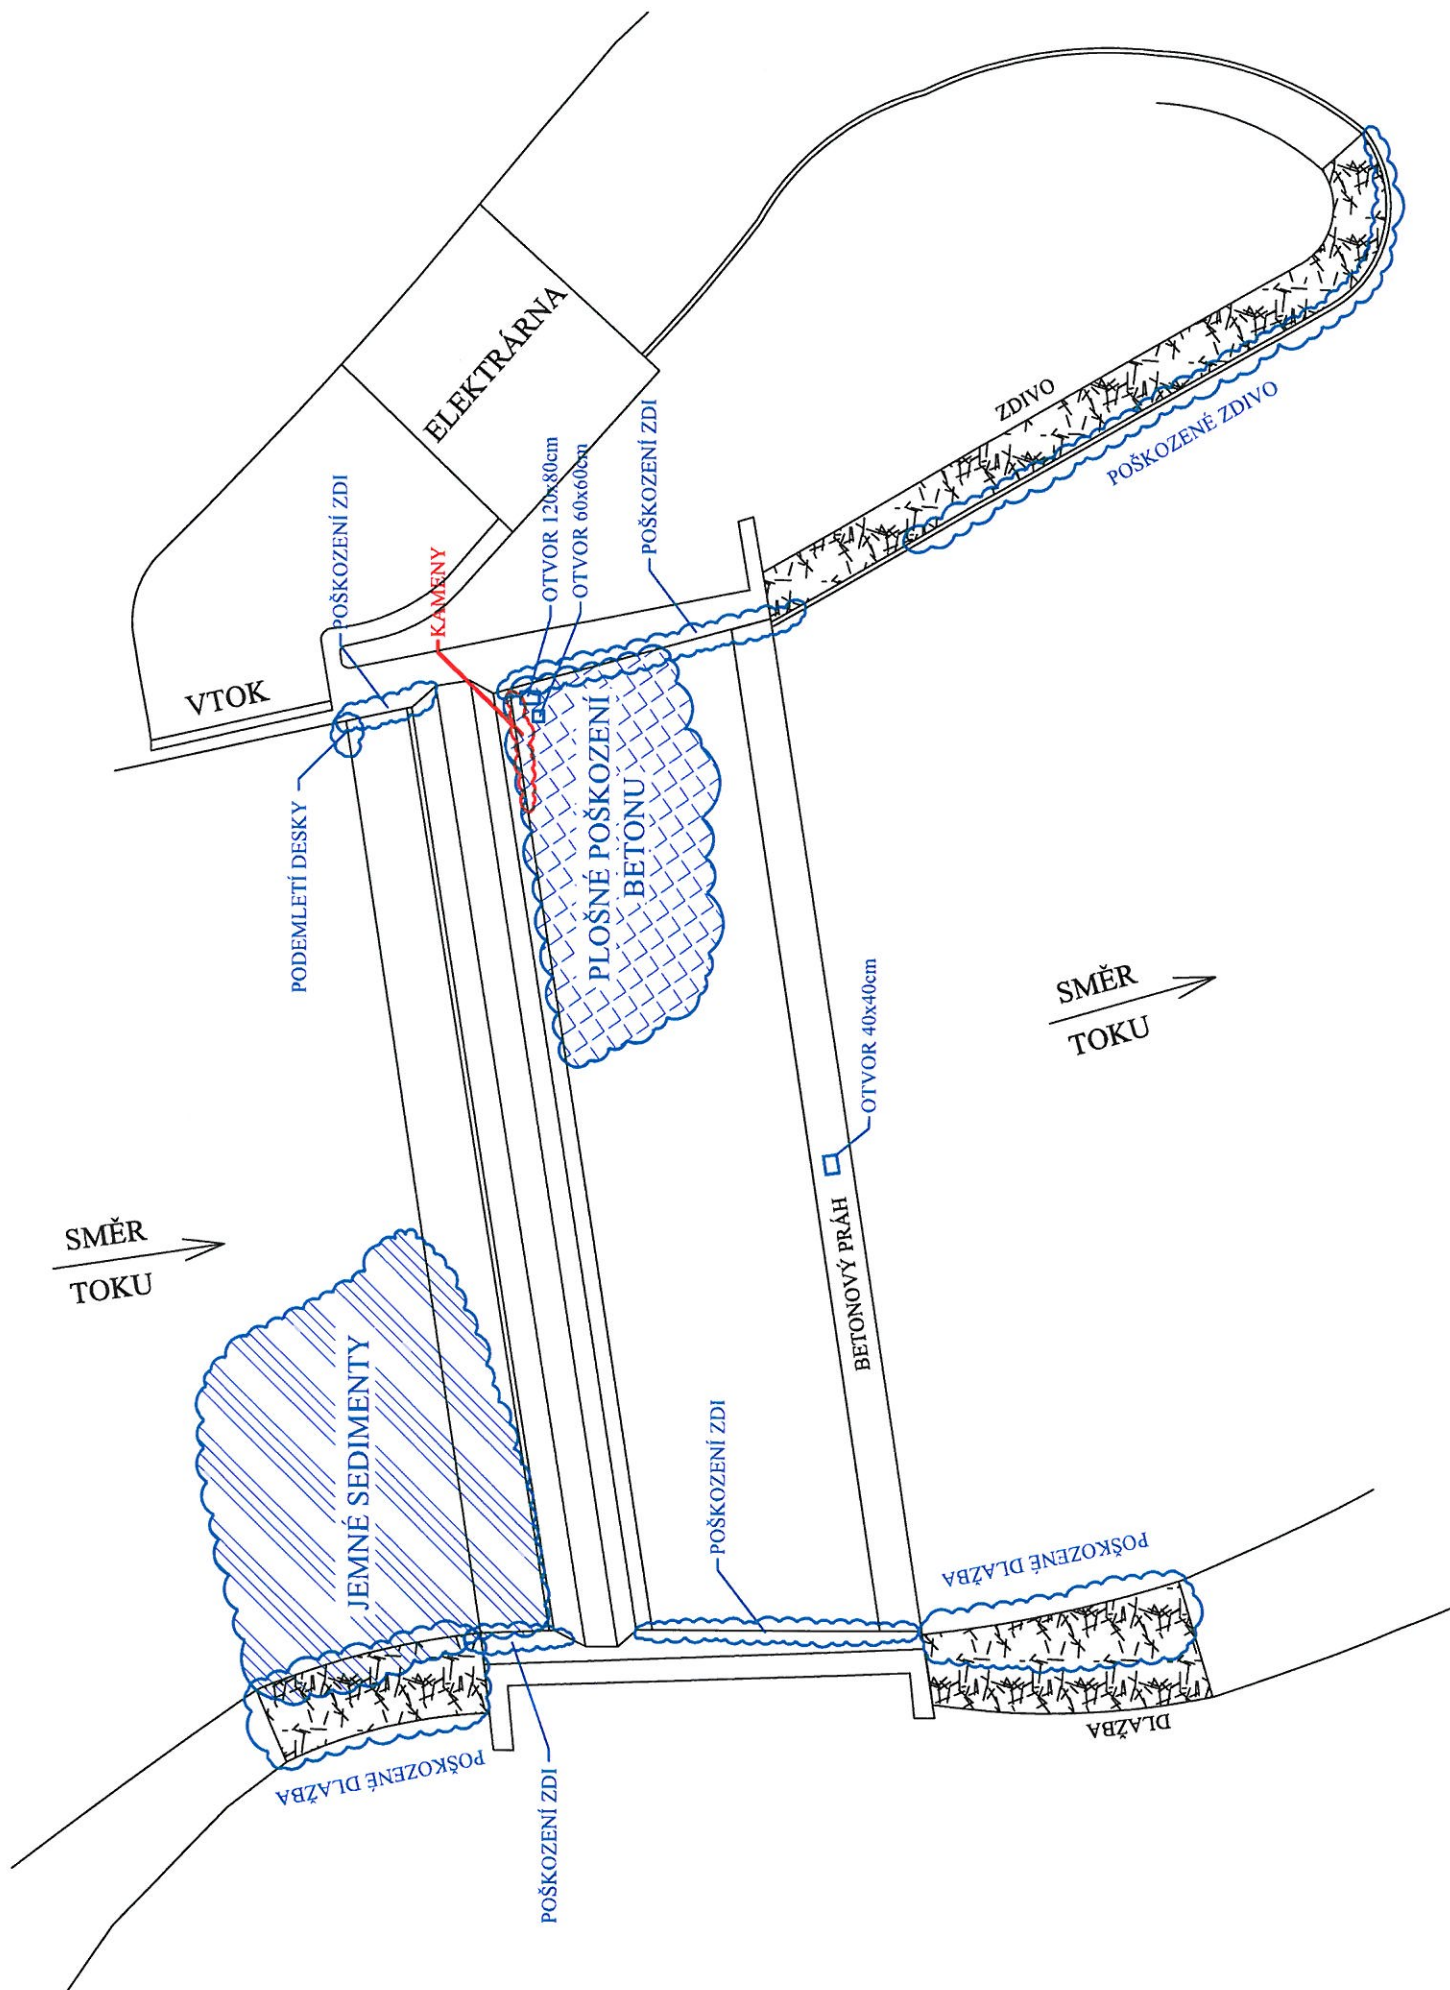 ELEKTRÁRNA
VTOK
POŠKOZENÍ ZDI
KAMENY
OTVOR 120x80cm
OTVOR 60x60cm
POŠKOZENÍ ZDI
ZDIVO
POŠKOZENÉ ZDIVO
PODEMLETÍ DESKY
PLOŠNÉ POŠKOZENÍ
BETONU
OTVOR 40x40cm
SMĚR
TOKU
SMĚR
TOKU
BETONOVÝ PRÁH
JEMNÉ SEDIMENTY
POŠKOZENÍ ZDI
POŠKOZENÉ DLAŽBA
DLAŽBA
POŠKOZENÉ DLAŽBA
POŠKOZENÍ ZDI